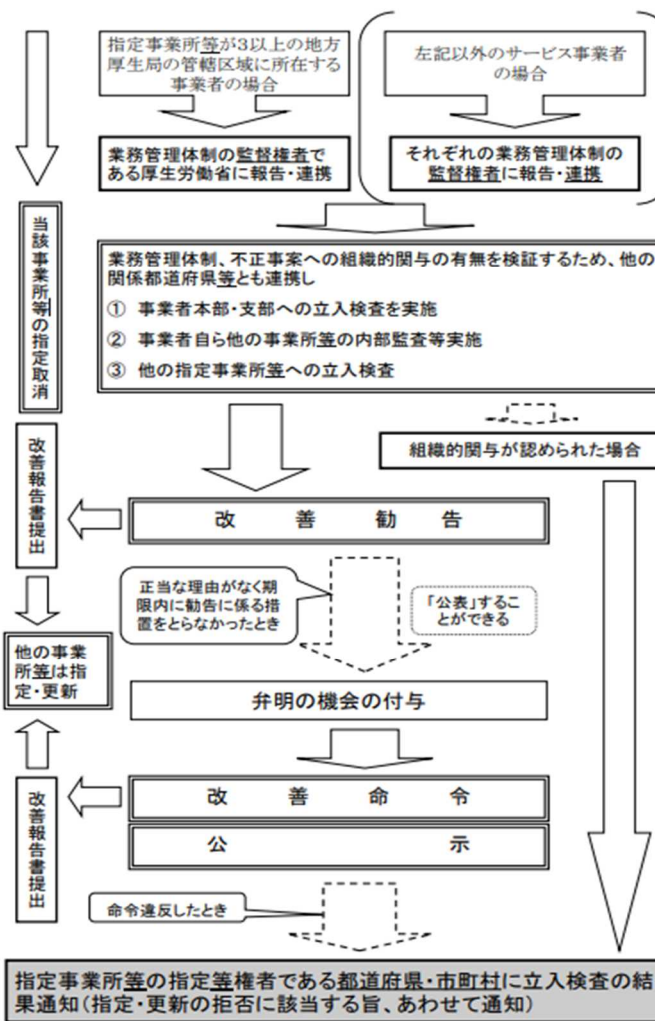 指定事業所等が3以上の地方
厚生局の管轄区域に所在する
事業者の場合
左記以外のサービス事業者
の場合
業務管理体制の監督権者で
ある厚生労働省に報告・連携
それぞれの業務管理体制の
監督権者に報告・連携
当該事業所等の指定取消
業務管理体制、不正事案への組織的関与の有無を検証するため、他の
関係都道府県等とも連携し
① 事業者本部・支部への立入検査を実施
② 事業者自ら他の事業所等の内部監査等実施
③ 他の指定事業所等への立入検査
組織的関与が認められた場合
改善報告書提出
改善勧告
正当な理由がなく期
限内に勧告に係る措
置をとらなかったとき
「公表」するこ
とができる
他の事業
所等は指
定・更新
弁明の機会の付与
改善報告書提出
改善命令
公示
命令違反したとき
指定事業所等の指定等権者である都道府県・市町村に立入検査の結
果通知(指定・更新の拒否に該当する旨、あわせて通知)